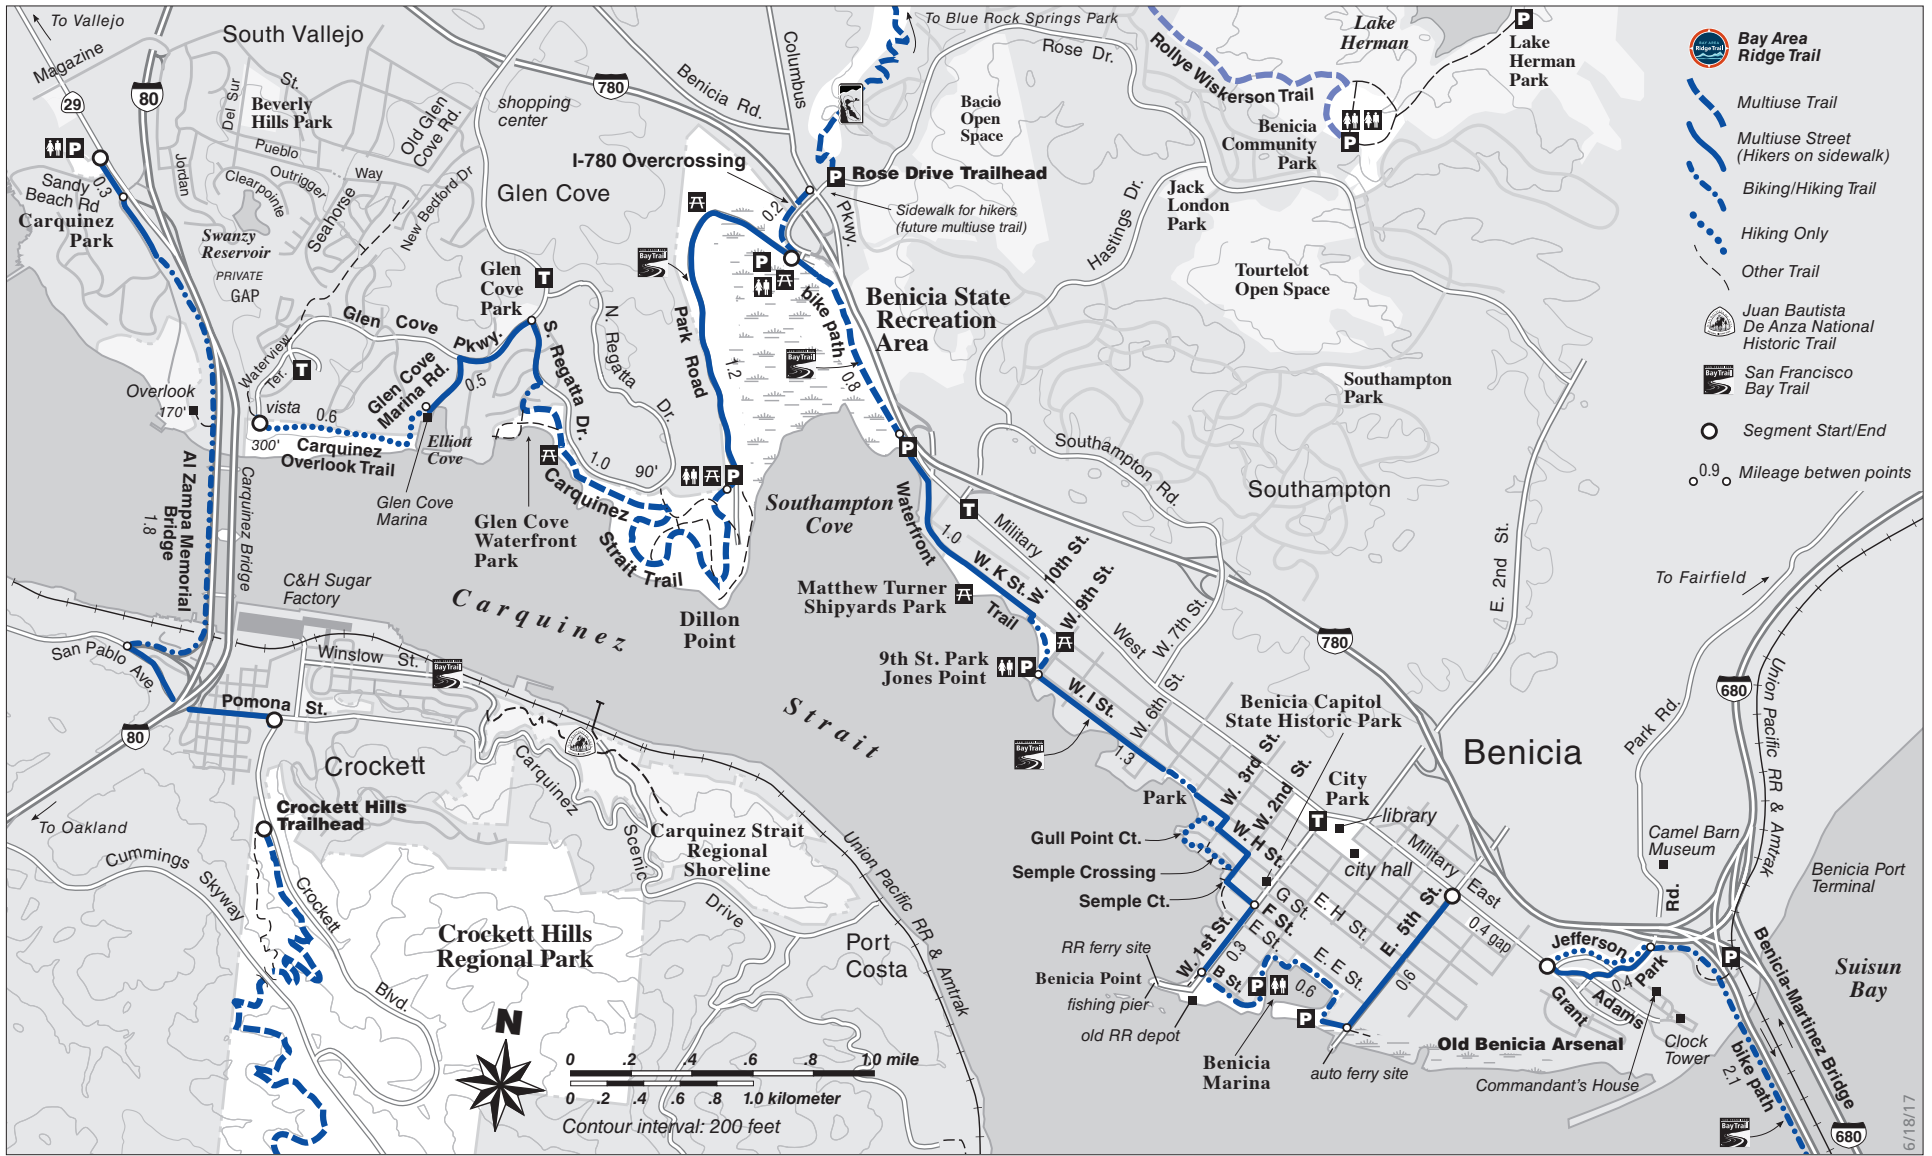 To Vallejo
South Vallejo
Magazine
29
80
Del Sur
St.
Beverly
Hills Park
Old Glen
Cove Rd.
Jordan
Pueblo
Outrigger
Way
Clearpointe
Seahorse
New Bedford Dr
Sandy
Beach Rd
0.3
Carquinez
Park
Swanzy
Reservoir
PRIVATE
GAP
shopping
center
780
Benicia Rd.
Columbus
Pkwy.
To Blue Rock Springs Park
Rose Dr.
I-780 Overcrossing
Glen Cove
Rose Drive Trailhead
0.2
Sidewalk for hikers
(future multiuse trail)
Bacio
Open
Space
Rollye Wiskerson Trail
Lake
Herman
Lake
Herman
Park
Benicia
Community
Park
Jack
London
Park
Hastings Dr.
Tourtelot
Open Space
Glen
Cove
Park
Glen Cove
Pkwy.
Waterview
Ter.
Overlook
170'
vista
300'
0.6
Carquinez
Overlook Trail
Glen Cove
Marina Rd.
0.5
Elliott
Cove
Glen Cove
Marina
S. Regatta Dr.
N. Regatta
Dr.
1.0
90'
Glen Cove
Waterfront
Park
Carquinez
Strait Trail
Dillon
Point
Park Road
1.2
bike path
0.8
Benicia State
Recreation
Area
Southampton
Cove
Southampton
Park
Southampton Rd.
Southampton
Al Zampa Memorial
Bridge
1.8
Carquinez Bridge
C&H Sugar
Factory
Carquinez
Strait
San Pablo
Ave.
Winslow St.
Pomona St.
80
Crockett
To Oakland
Crockett Hills
Trailhead
Cummings
Skyway
Crockett
Blvd.
Crockett Hills
Regional Park
Carquinez
Scenic
Drive
Carquinez Strait
Regional
Shoreline
Port
Costa
Union Pacific RR & Amtrak
Waterfront
Trail
1.0
Military
West
W. K St.
W. 10th St.
W. 9th St.
W. 7th St.
W. 6th St.
Matthew Turner
Shipyards Park
9th St. Park
Jones Point
W. I St.
1.3
Park
W. 3rd St.
W. 2nd St.
W. H St.
Benicia Capitol
State Historic Park
City
Park
library
city hall
Gull Point Ct.
Semple Crossing
Semple Ct.
G St.
F St.
E St.
E. H St.
E. E St.
W. 1st St.
0.3
B St.
0.6
RR ferry site
Benicia Point
fishing pier
old RR depot
Benicia
Marina
auto ferry site
E. 5th St.
0.6
Military
East
0.4 gap
780
E. 2nd St.
Benicia
To Fairfield
Park Rd.
680
Union Pacific RR & Amtrak
Camel Barn
Museum
Rd.
Park
Jefferson
0.4
Adams
Grant
Old Benicia Arsenal
Commandant's House
Clock
Tower
bike path
2.1
Benicia-Martinez Bridge
Benicia Port
Terminal
Suisun
Bay
680
N
0 .2 .4 .6 .8 1.0 mile
0 .2 .4 .6 .8 1.0 kilometer
Contour interval: 200 feet
Bay Area
Ridge Trail
Multiuse Trail
Multiuse Street
(Hikers on sidewalk)
Biking/Hiking Trail
Hiking Only
Other Trail
Juan Bautista
De Anza National
Historic Trail
San Francisco
Bay Trail
Segment Start/End
0.9
Mileage betwen points
6/18/17